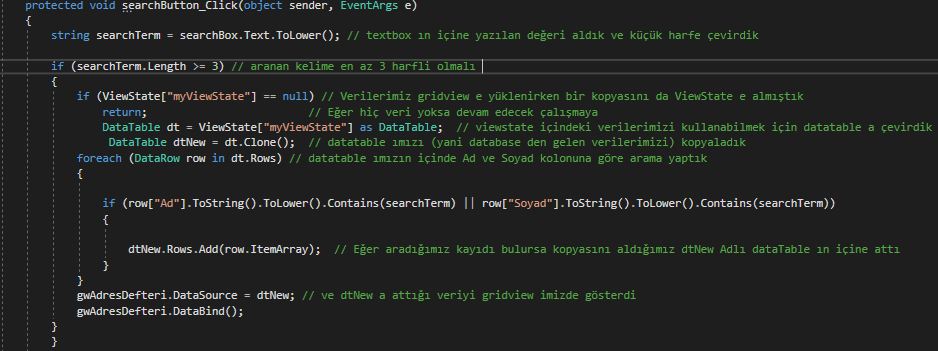 protected void searchButton_Click(object sender, EventArgs e)
{
string searchTerm = searchBox.Text.ToLower(); // textbox ın içine yazılan değeri aldık ve küçük harfe çevirdik
if (searchTerm.Length >= 3) // aranan kelime en az 3 harfli olmalı
{
if (ViewState["myViewState"] == null) // Verilerimiz gridview e yüklenirken bir kopyasını da ViewState e almıştık
return; // Eğer hiç veri yoksa devam edecek çalışmaya
DataTable dt = ViewState["myViewState"] as DataTable; // viewstate içindeki verilerimizi kullanabilmek için datatable a çevirdik
DataTable dtNew = dt.Clone(); // datatable ımızı (yani database den gelen verilerimizi) kopyaladık
foreach (DataRow row in dt.Rows) // datatable ımızın içinde Ad ve Soyad kolonuna göre arama yaptık
{
if (row["Ad"].ToString().ToLower().Contains(searchTerm) || row["Soyad"].ToString().ToLower().Contains(searchTerm))
{
dtNew.Rows.Add(row.ItemArray); // Eğer aradığımız kayıdı bulursa kopyasını aldığımız dtNew Adlı dataTable ın içine attı
}
}
gwAdresDefteri.DataSource = dtNew; // ve dtNew a attığı veriyi gridview imizde gösterdi
gwAdresDefteri.DataBind();
}
}